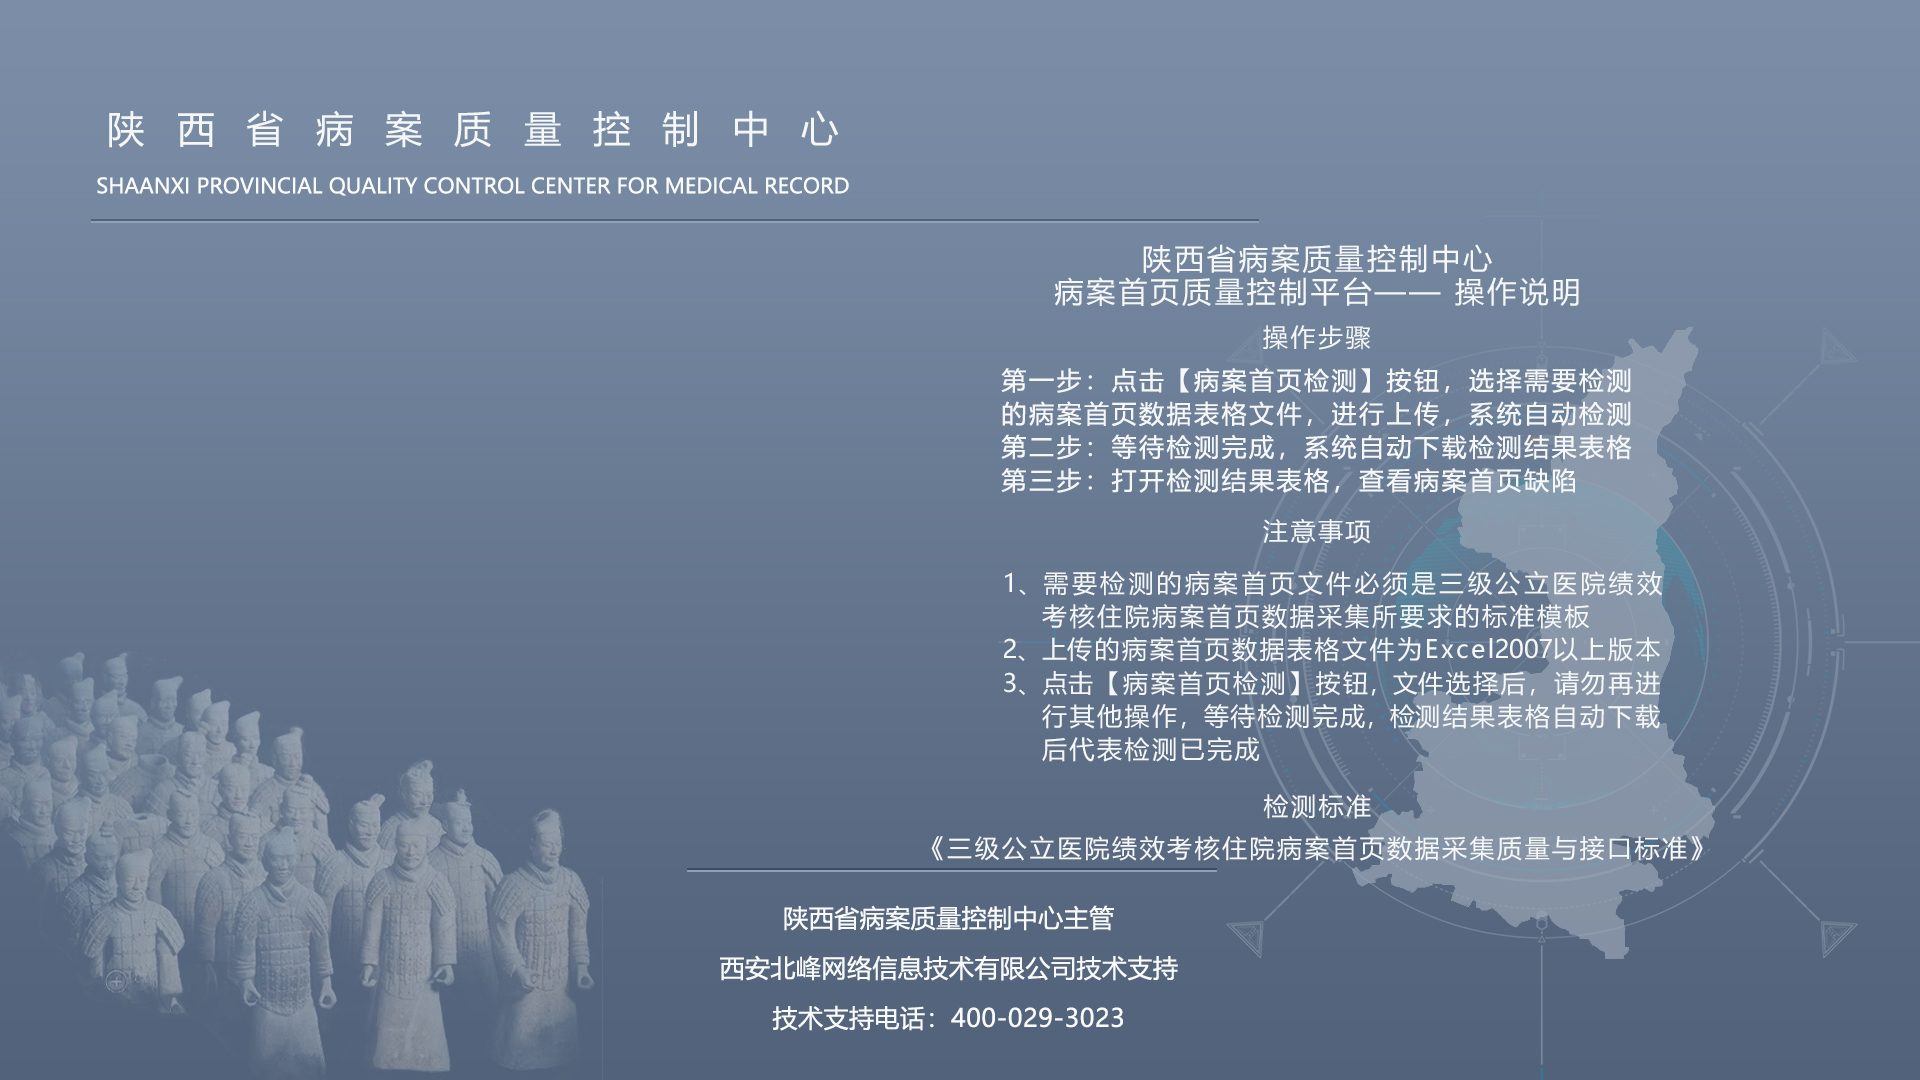 陕西省病案质量控制中心
SHAANXI PROVINCIAL QUALITY CONTROL CENTER FOR MEDICAL RECORD
陕西省病案质量控制中心
病案首页质量控制平台—— 操作说明
操作步骤
第一步：点击【病案首页检测】按钮，选择需要检测
的病案首页数据表格文件，进行上传，系统自动检测
第二步：等待检测完成，系统自动下载检测结果表格
第三步：打开检测结果表格，查看病案首页缺陷
注意事项
1、需要检测的病案首页文件必须是三级公立医院绩效
考核住院病案首页数据采集所要求的标准模板
2、上传的病案首页数据表格文件为Excel2007以上版本
3、点击【病案首页检测】按钮，文件选择后，请勿再进
行其他操作，等待检测完成，检测结果表格自动下载
后代表检测已完成
检测标准
《三级公立医院绩效考核住院病案首页数据采集质量与接口标准》
陕西省病案质量控制中心主管
西安北峰网络信息技术有限公司技术支持
技术支持电话：400-029-3023